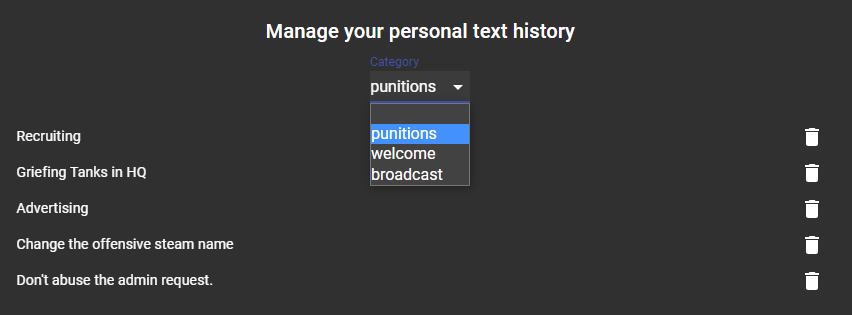 Manage your personal text history
Category
punitions
punitions
welcome
broadcast
Recruiting
Griefing Tanks in HQ
Advertising
Change the offensive steam name
Don't abuse the admin request.